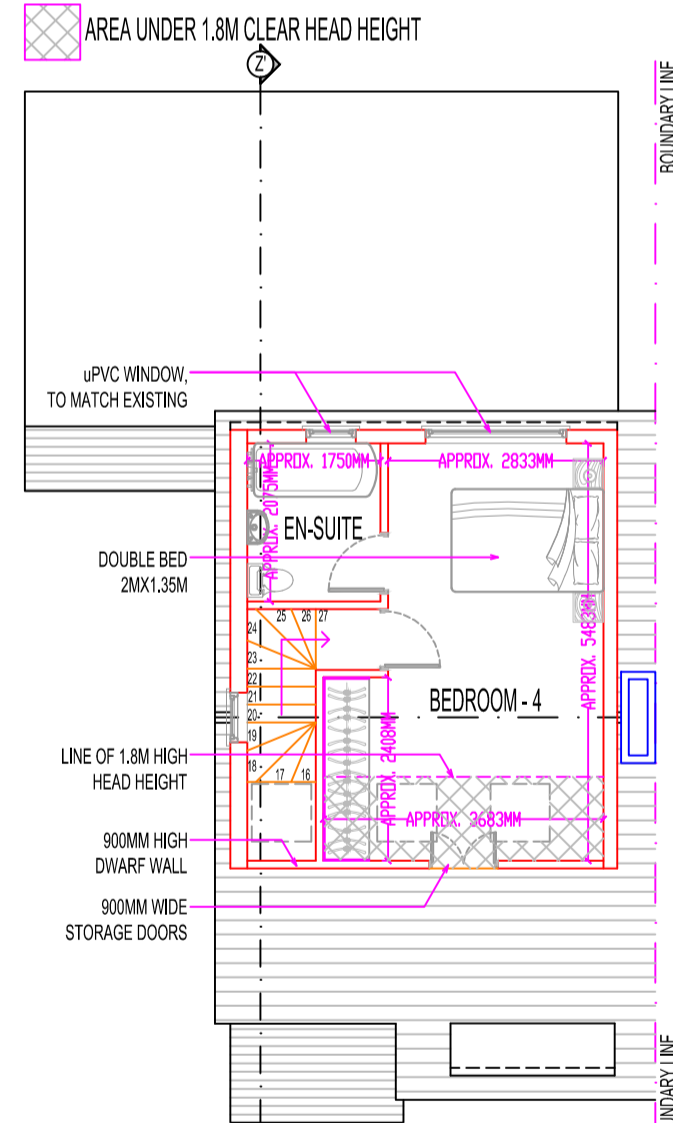 AREA UNDER 1.8M CLEAR HEAD HEIGHT
Z'
BOUNDARY LINE
uPVC WINDOW,
TO MATCH EXISTING
APPROX. 1750MM
APPROX. 2833MM
APPROX. 2075MM
EN-SUITE
DOUBLE BED
2MX1.35M
APPROX. 5483MM
25
26
27
24
23
22
21
20
19
18
17
16
BEDROOM - 4
APPROX. 2408MM
LINE OF 1.8M HIGH
HEAD HEIGHT
APPROX. 3683MM
900MM HIGH
DWARF WALL
900MM WIDE
STORAGE DOORS
UNDARY LINE